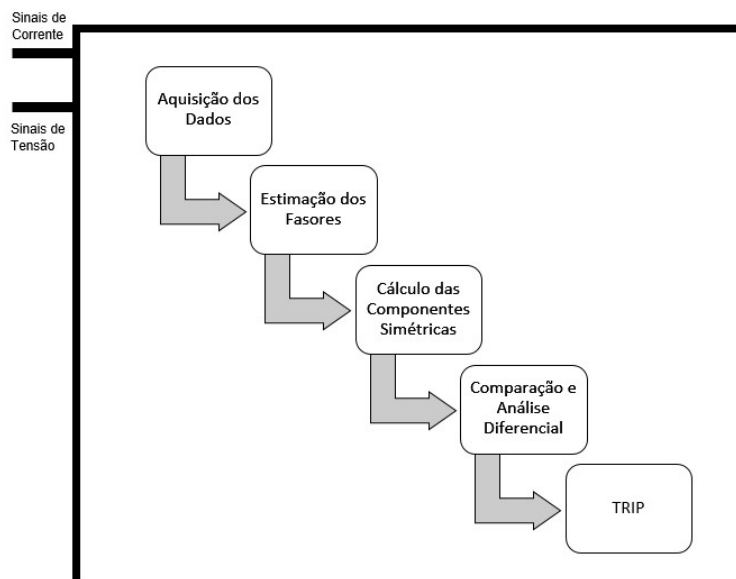 Sinais de
Corrente
Sinais de
Tensão
Aquisição dos
Dados
Estimação dos
Fasores
Cálculo das
Componentes
Simétricas
Comparação e
Análise
Diferencial
TRIP